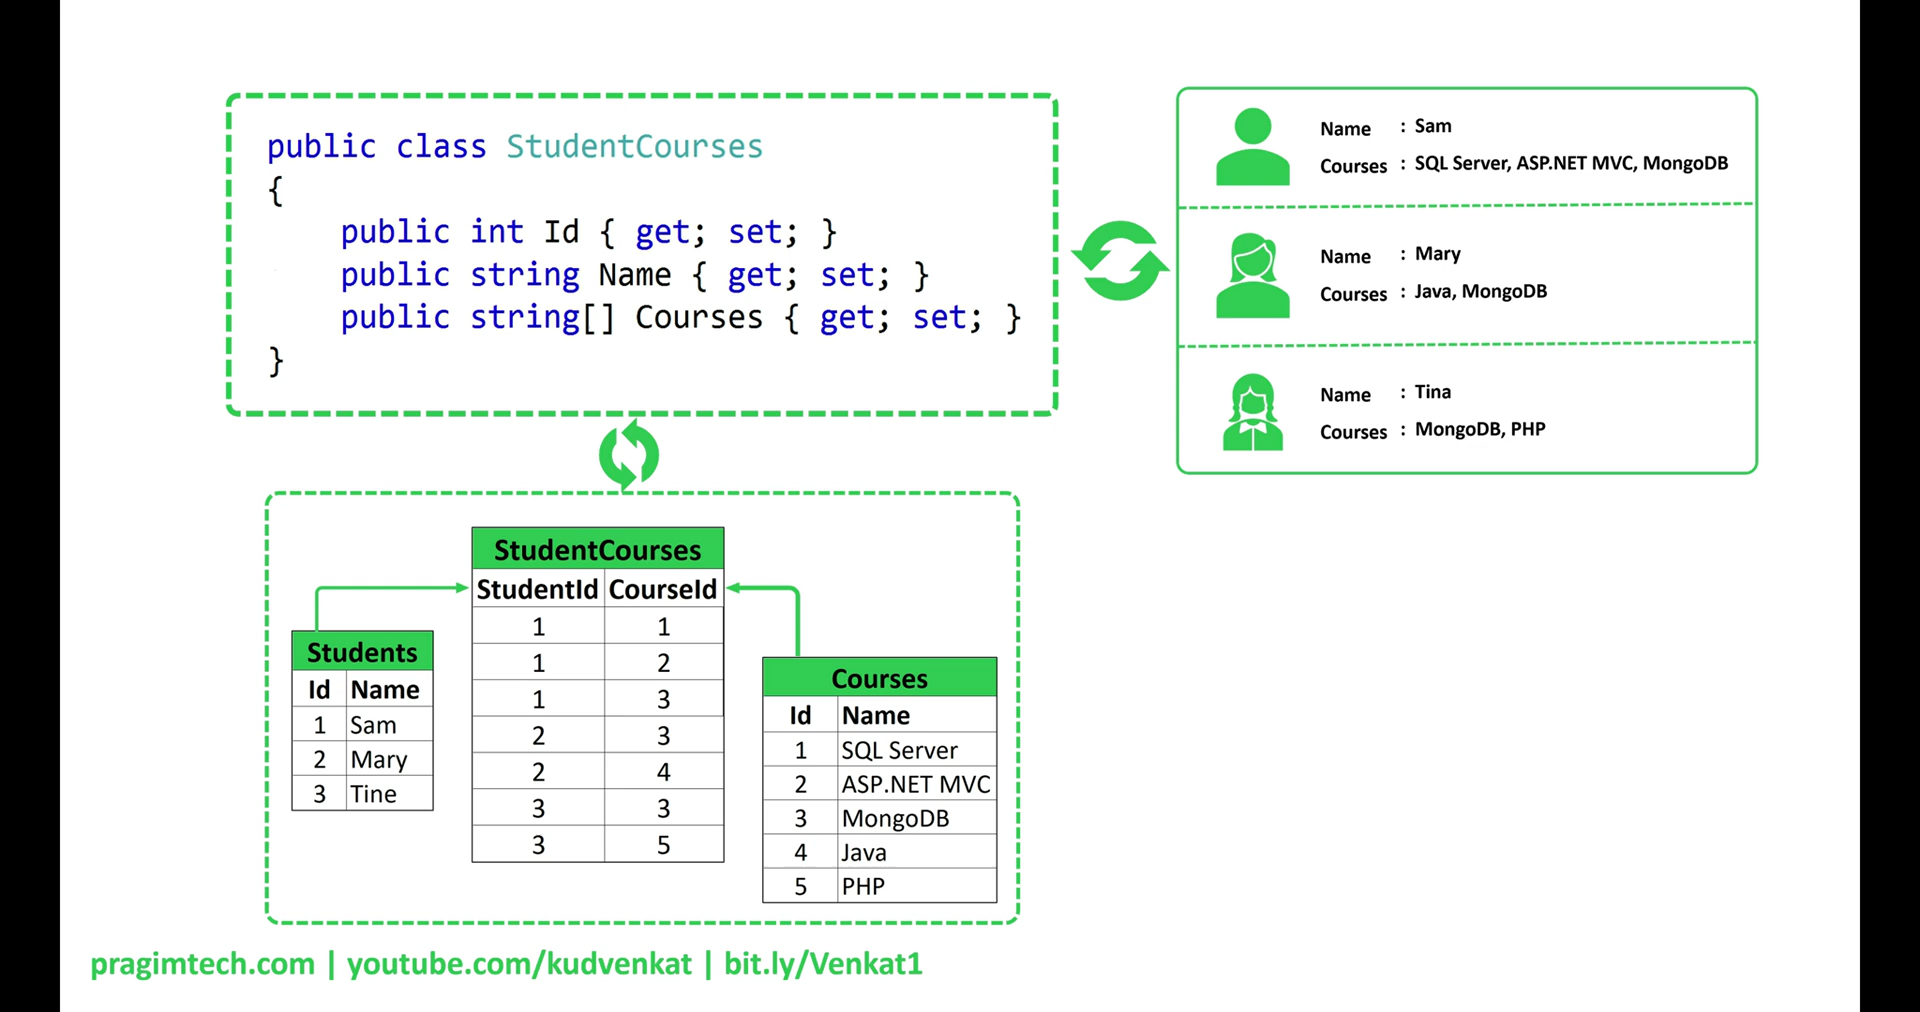 public class StudentCourses
{
public int Id { get; set; }
public string Name { get; set; }
public string[] Courses { get; set; }
}
Name : Sam
Courses : SQL Server, ASP.NET MVC, MongoDB
Name : Mary
Courses : Java, MongoDB
Name : Tina
Courses : MongoDB, PHP
Students
Id Name
1 Sam
2 Mary
3 Tine
StudentCourses
StudentId CourseId
1 1
1 2
1 3
2 3
2 4
3 3
3 5
Courses
Id Name
1 SQL Server
2 ASP.NET MVC
3 MongoDB
4 Java
5 PHP
pragimtech.com | youtube.com/kudvenkat | bit.ly/Venkat1